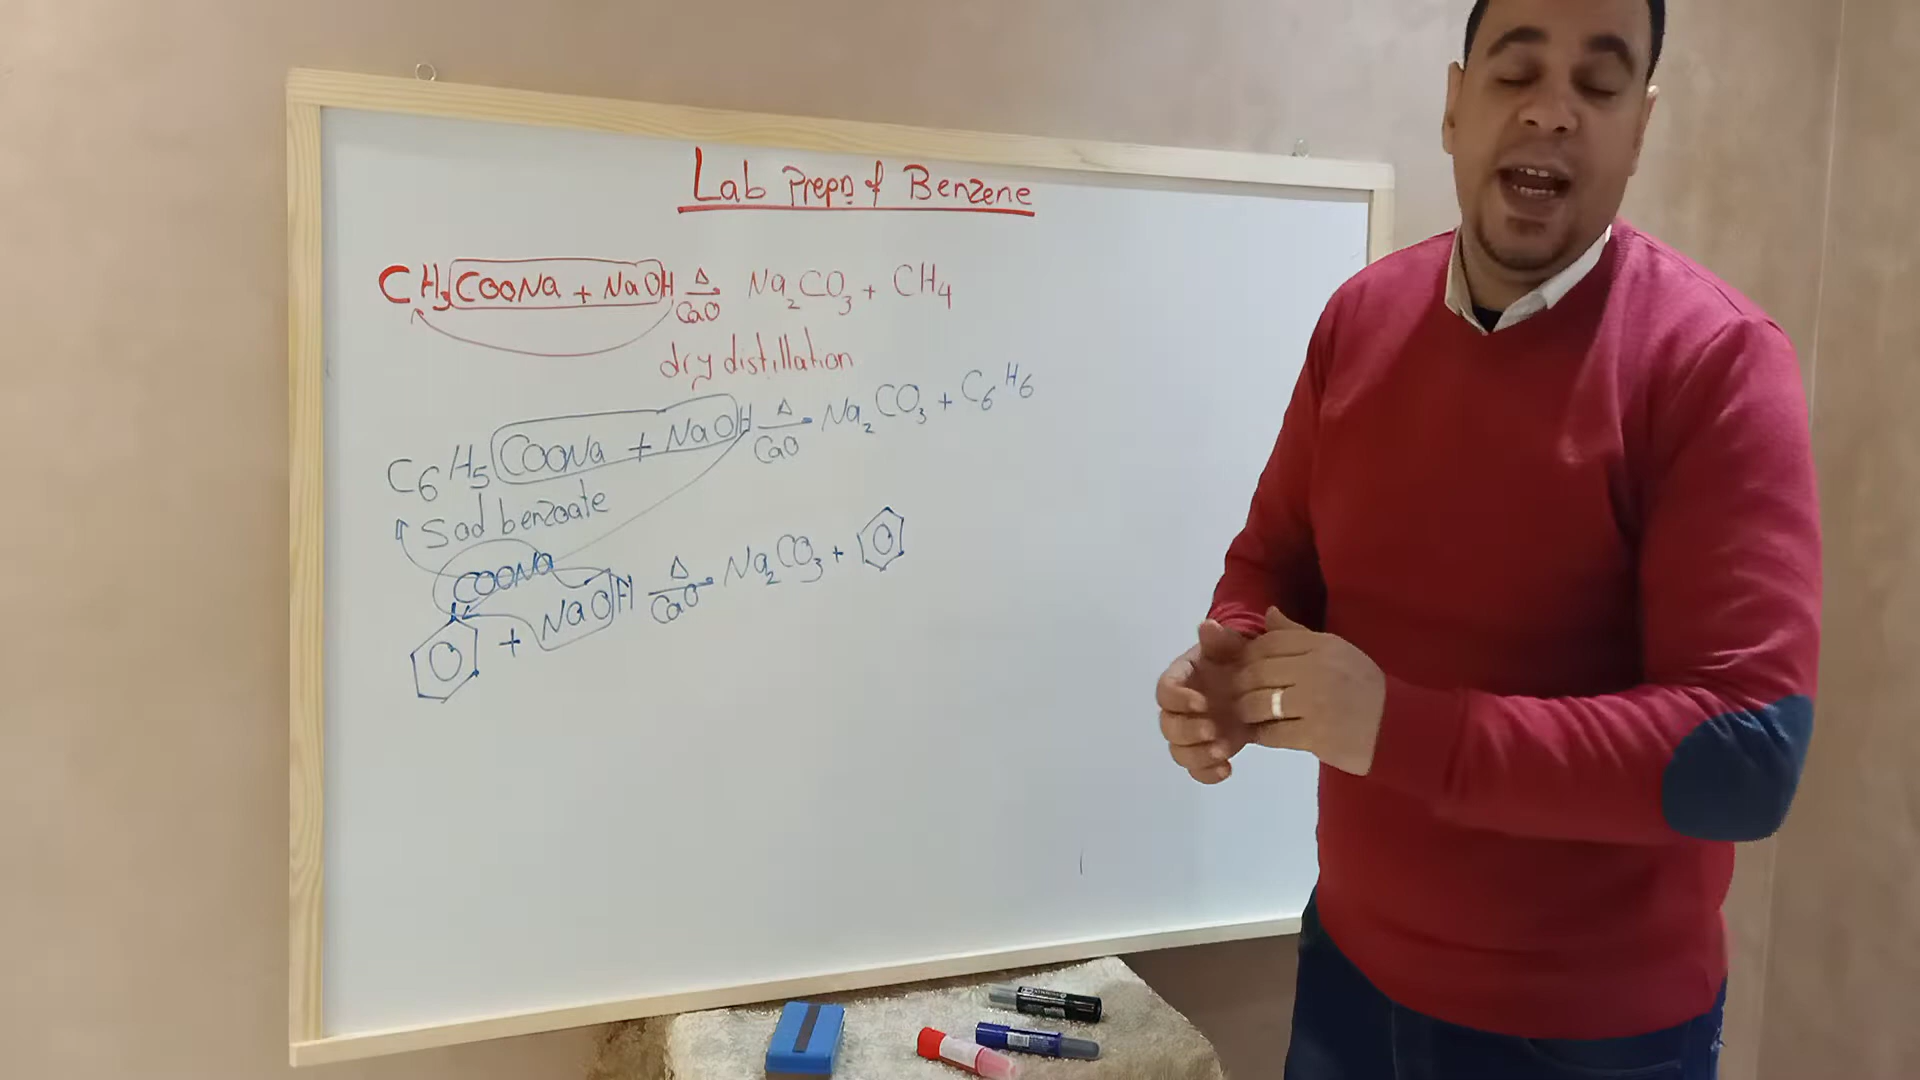 Lab Prepn of Benzene
CH₃COONa + NaOH Δ CaO Na₂CO₃ + CH₄
dry distillation
C₆H₅COONa + NaOH Δ CaO Na₂CO₃ + C₆H₆
Sod benzoate
COONa
+ NaOH Δ CaO Na₂CO₃ +